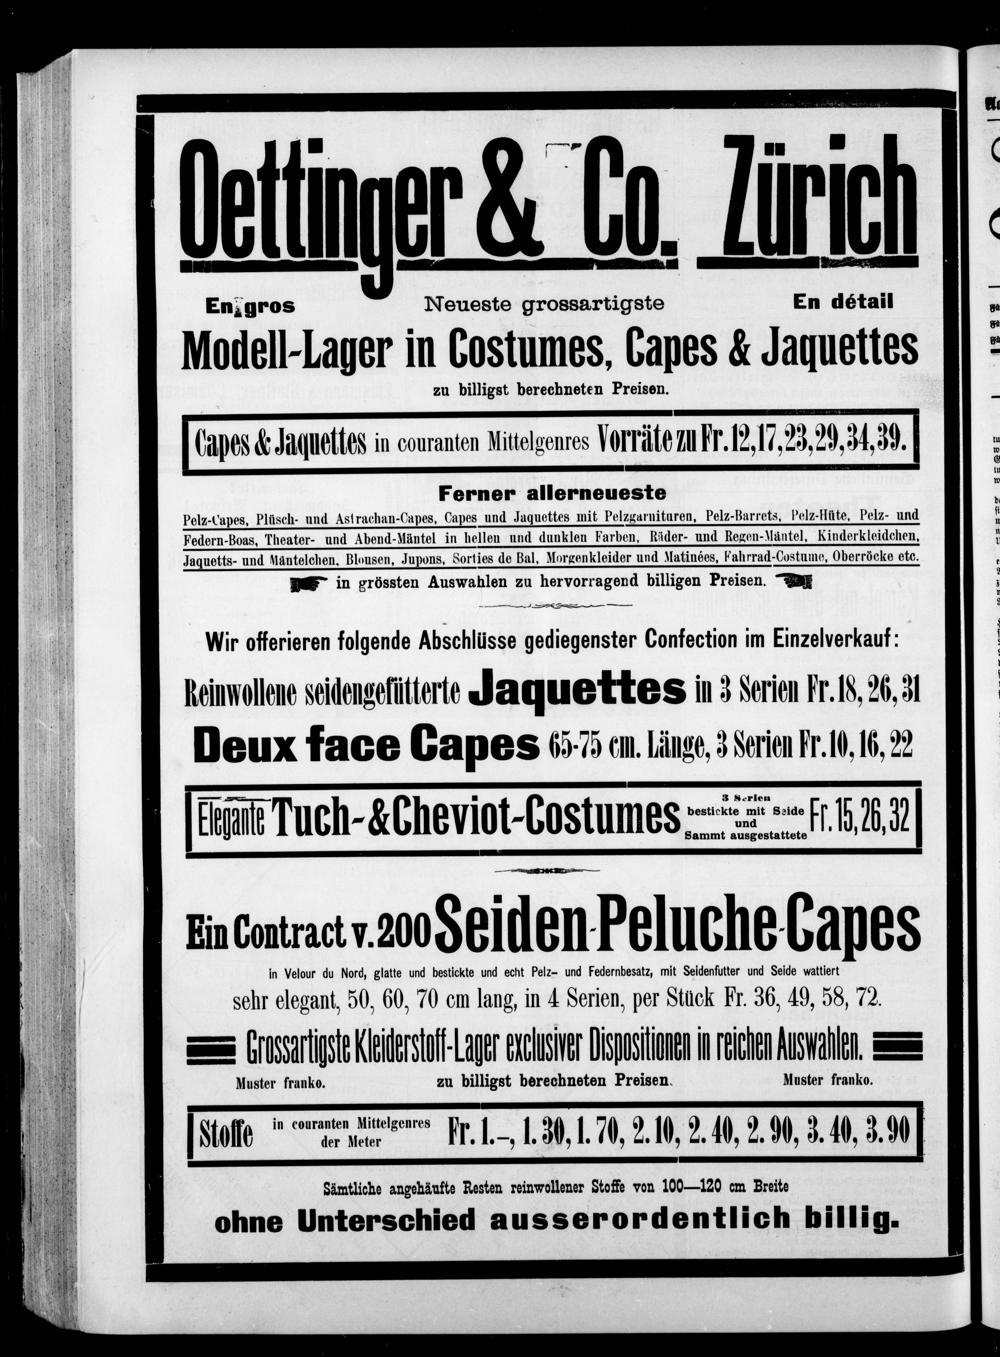 Oettinger & Co. Zürich
En gros Neueste grossartigste En détail
Modell-Lager in Costumes, Capes & Jaquettes
zu billigst berechneten Preisen.
Capes & Jaquettes in couranten Mittelgenres Vorräte zu Fr. 12, 17, 23, 29, 34, 39.
Ferner allerneueste
Pelz-Capes, Plüsch- und Astrachan-Capes, Capes und Jaquettes mit Pelzgarnituren, Pelz-Barrets, Pelz-Hüte, Pelz- und
Federn-Boas, Theater- und Abend-Mäntel in hellen und dunklen Farben, Räder- und Regen-Mäntel, Kinderkleidchen,
Jaquetts- und Mäntelchen, Blousen, Jupons, Sorties de Bal, Morgenkleider und Matinées, Fahrrad-Costume, Oberröcke etc.
in grössten Auswahlen zu hervorragend billigen Preisen.
Wir offerieren folgende Abschlüsse gediegenster Confection im Einzelverkauf:
Reinwollene seidengefütterte Jaquettes in 3 Serien Fr. 18, 26, 31
Deux face Capes 65-75 cm. Länge, 3 Serien Fr. 10, 16, 22
Elegante Tuch- & Cheviot-Costumes 3 Serien bestickte mit Seide und Sammt ausgestattete Fr. 15, 26, 32
Ein Contract v. 200 Seiden-Peluche-Capes
in Velour du Nord, glatte und bestickte und echt Pelz- und Federnbesatz, mit Seidenfutter und Seide wattiert
sehr elegant, 50, 60, 70 cm lang, in 4 Serien, per Stück Fr. 36, 49, 58, 72.
Grossartigste Kleiderstoff-Lager exclusiver Dispositionen in reichen Auswahlen.
Muster franko. zu billigst berechneten Preisen. Muster franko.
Stoffe in couranten Mittelgenres der Meter Fr. 1.–, 1. 30, 1. 70, 2. 10, 2. 40, 2. 90, 3. 40, 3. 90
Sämtliche angehäufte Resten reinwollener Stoffe von 100—120 cm Breite
ohne Unterschied ausserordentlich billig.